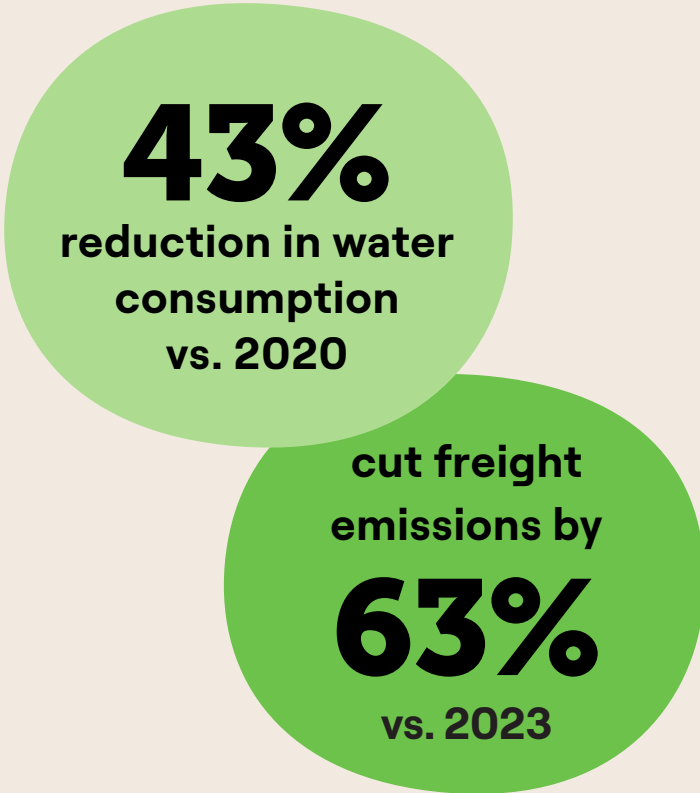 43%
reduction in water
consumption
vs. 2020
cut freight
emissions by
63%
vs. 2023